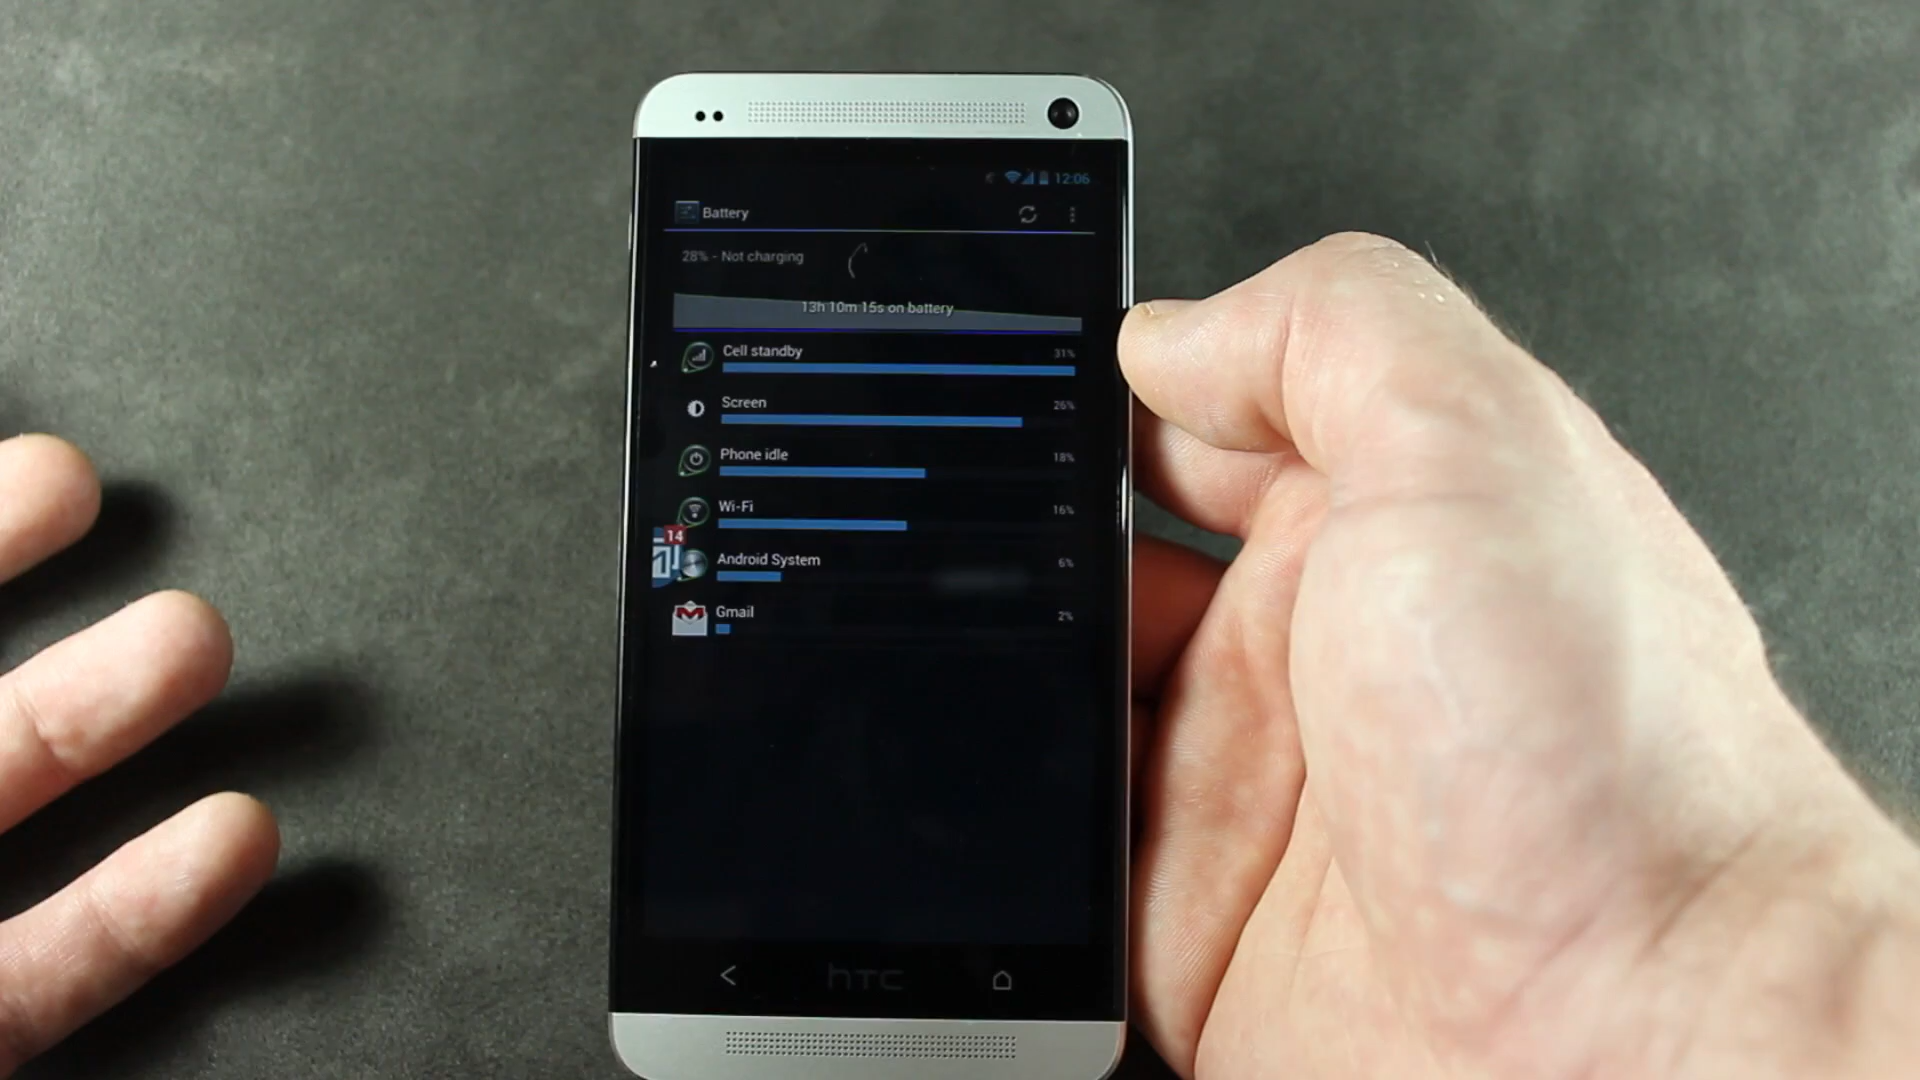 12:06
Battery
28% - Not charging
13h 10m 15s on battery
Cell standby 31%
Screen 26%
Phone idle 18%
Wi-Fi 16%
14
Android System 6%
Gmail 2%
hTC